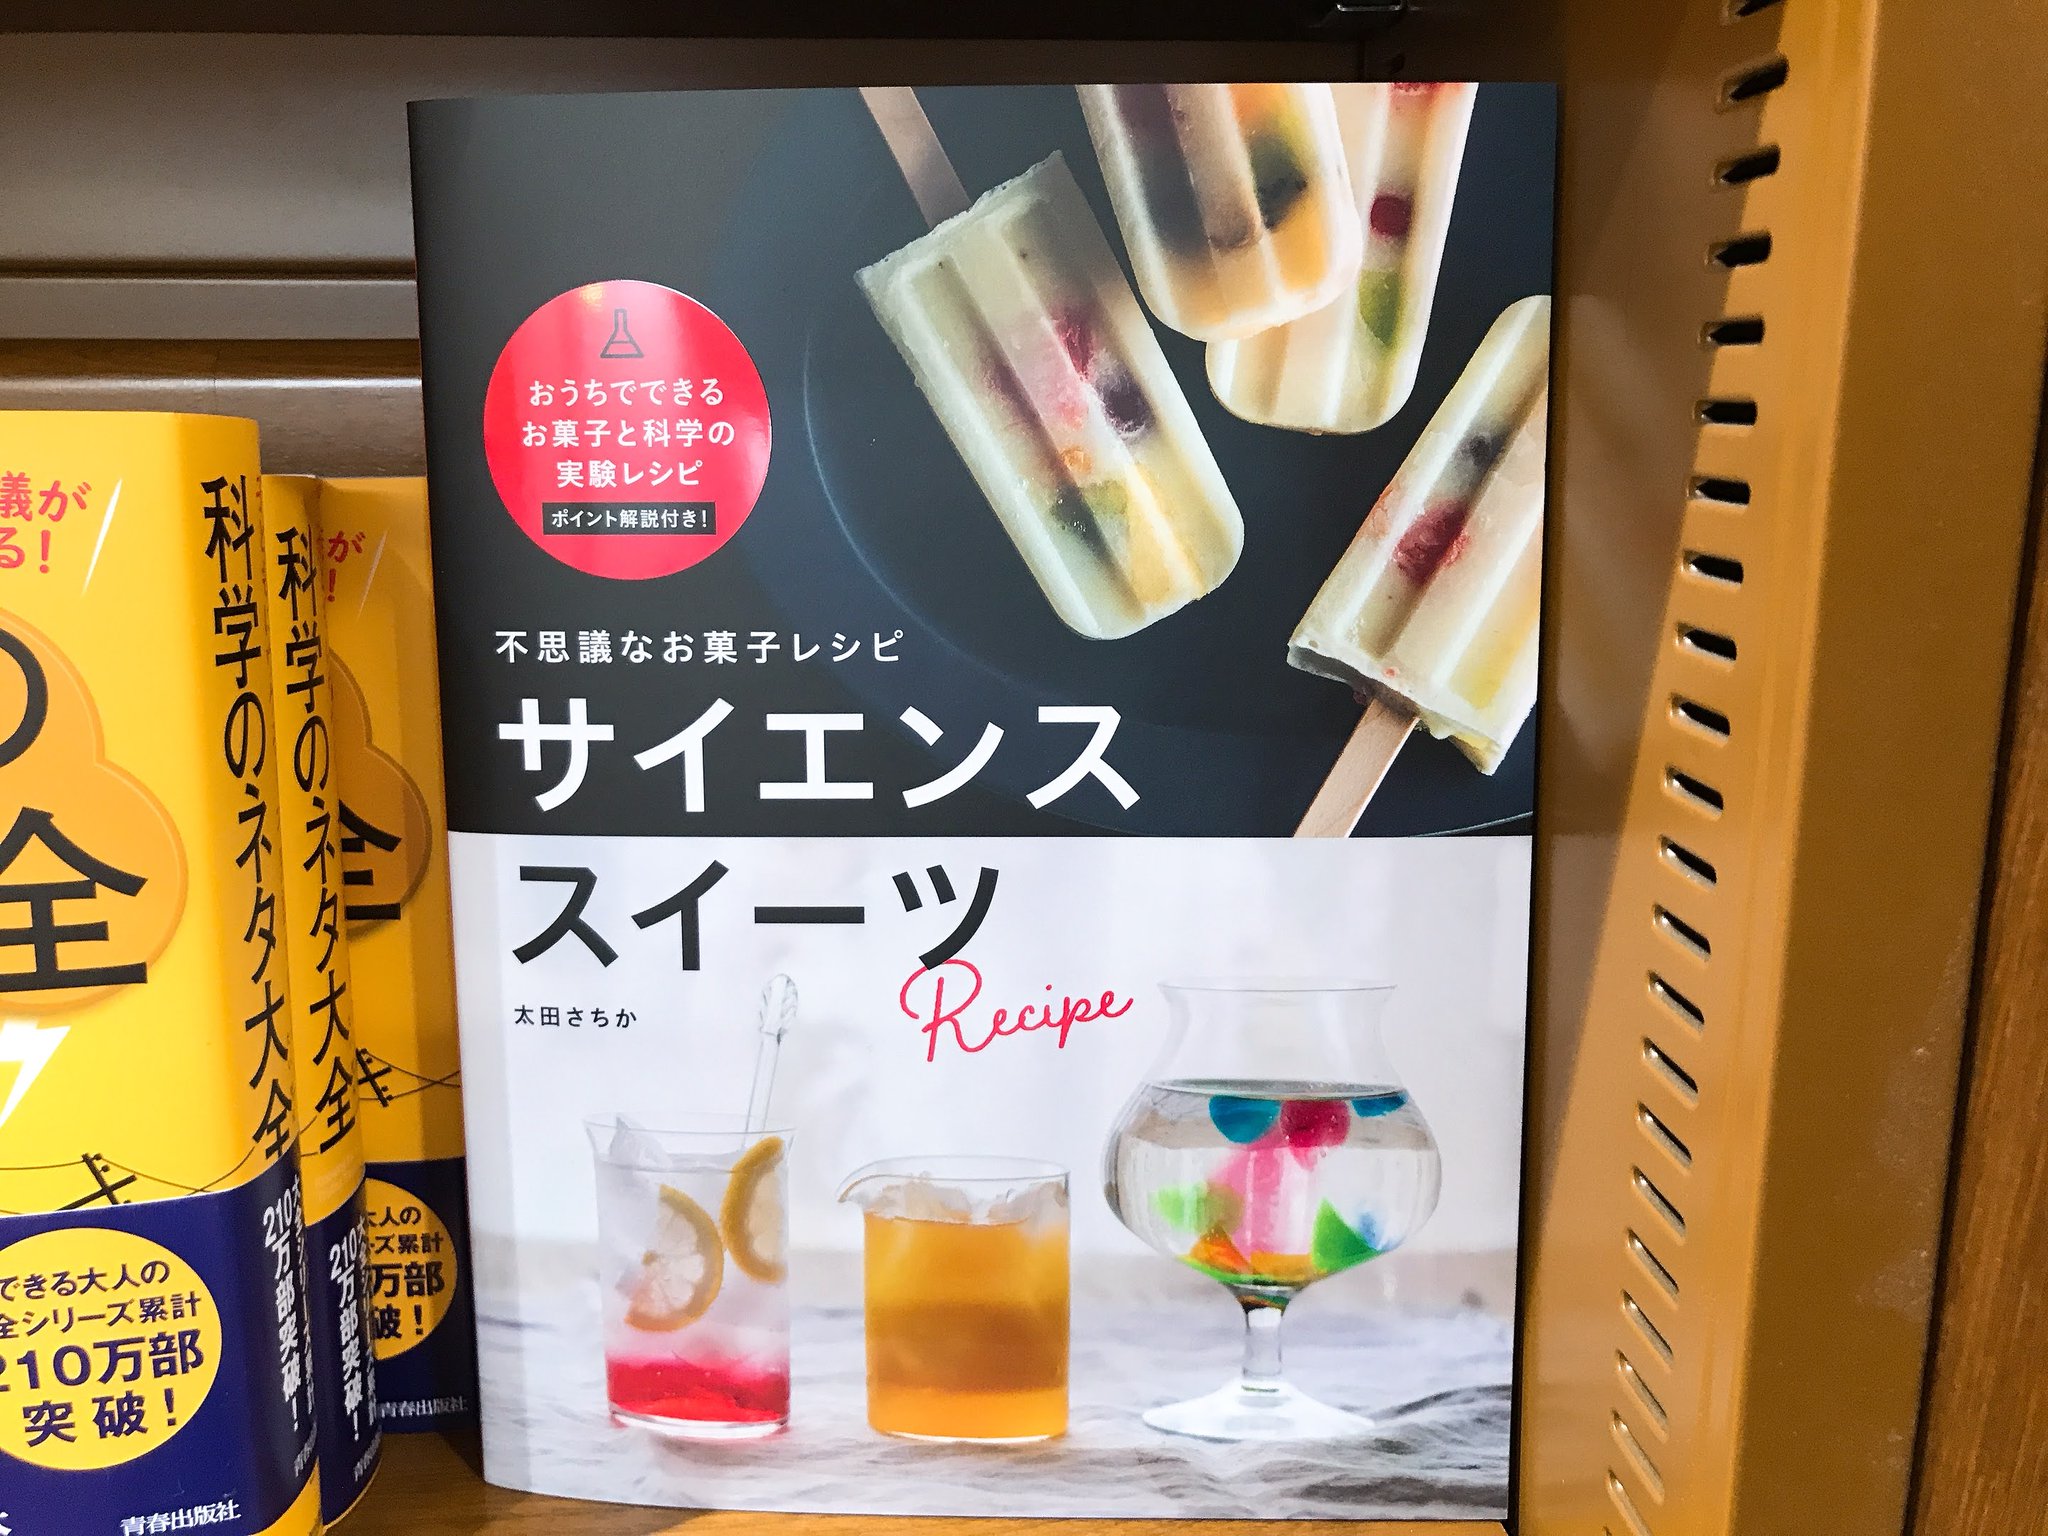 おうちでできる
お菓子と科学の
実験レシピ
ポイント解説付き!
不思議なお菓子レシピ
サイエンス
スイーツ
Recipe
太田さちか
議が
る!
の
全
科学のネタ大全
210万部突破!
できる大人の
全シリーズ累計
210万部
突破!
青春出版社
が
!
全
科学のネタ大全
210万部突破!
大人の
ーズ累計
万部
破!
青春出版社